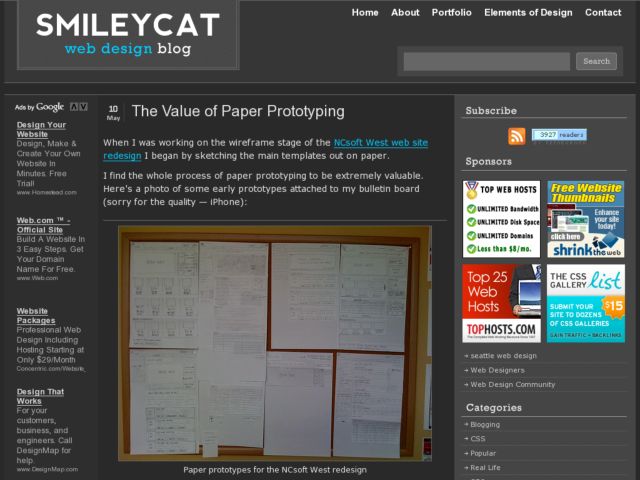 SMILEYCAT
web design blog
Home About Portfolio Elements of Design Contact
Search
Ads by Google
Design Your
Website
Design, Make &
Create Your Own
Website In
Minutes. Free
Trial!
www.Homestead.com
Web.com ™ -
Official Site
Build A Website In
3 Easy Steps. Get
Your Domain
Name For Free.
www.Web.com
Website
Packages
Professional Web
Design Including
Hosting Starting at
Only $29/Month
Concentric.com/Website_
Design That
Works
For your
customers,
business, and
engineers. Call
DesignMap for
help.
www.DesignMap.com
10
May
The Value of Paper Prototyping
When I was working on the wireframe stage of the NCsoft West web site
redesign I began by sketching the main templates out on paper.
I find the whole process of paper prototyping to be extremely valuable.
Here's a photo of some early prototypes attached to my bulletin board
(sorry for the quality — iPhone):
Paper prototypes for the NCsoft West redesign
Subscribe
3927 readers
BY FEEDBURNER
Sponsors
TOP WEB HOSTS
UNLIMITED Bandwidth
UNLIMITED Disk Space
UNLIMITED Domains
Less than $8/mo.
Free Website
Thumbnails
Enhance
your site
today!
click here
shrinktheweb
Top 25
Web
Hosts
TOPHOSTS.COM
THE CSS
GALLERY list
SUBMIT YOUR
SITE TO DOZENS
OF CSS GALLERIES
$15
GAIN TRAFFIC + BACKLINKS
seattle web design
Web Designers
Web Design Community
Categories
Blogging
CSS
Popular
Real Life